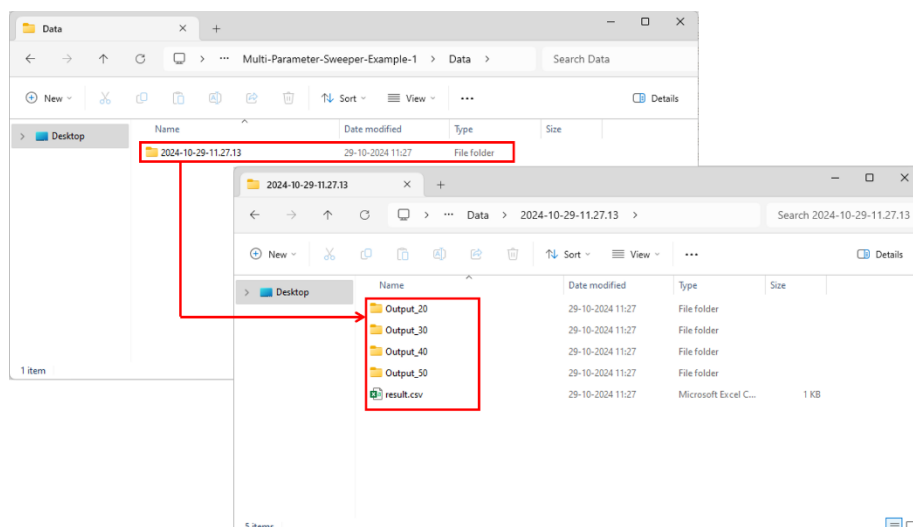 Data
Multi-Parameter-Sweeper-Example-1 > Data > Search Data
New Sort View ... Details
Desktop
Name Date modified Type Size
2024-10-29-11.27.13 29-10-2024 11:27 File folder
1 item
2024-10-29-11.27.13
... Data > 2024-10-29-11.27.13 > Search 2024-10-29-11.27.13
New Sort View ... Details
Desktop
Name Date modified Type Size
Output_20 29-10-2024 11:27 File folder
Output_30 29-10-2024 11:27 File folder
Output_40 29-10-2024 11:27 File folder
Output_50 29-10-2024 11:27 File folder
result.csv 29-10-2024 11:27 Microsoft Excel C... 1 KB
5 items